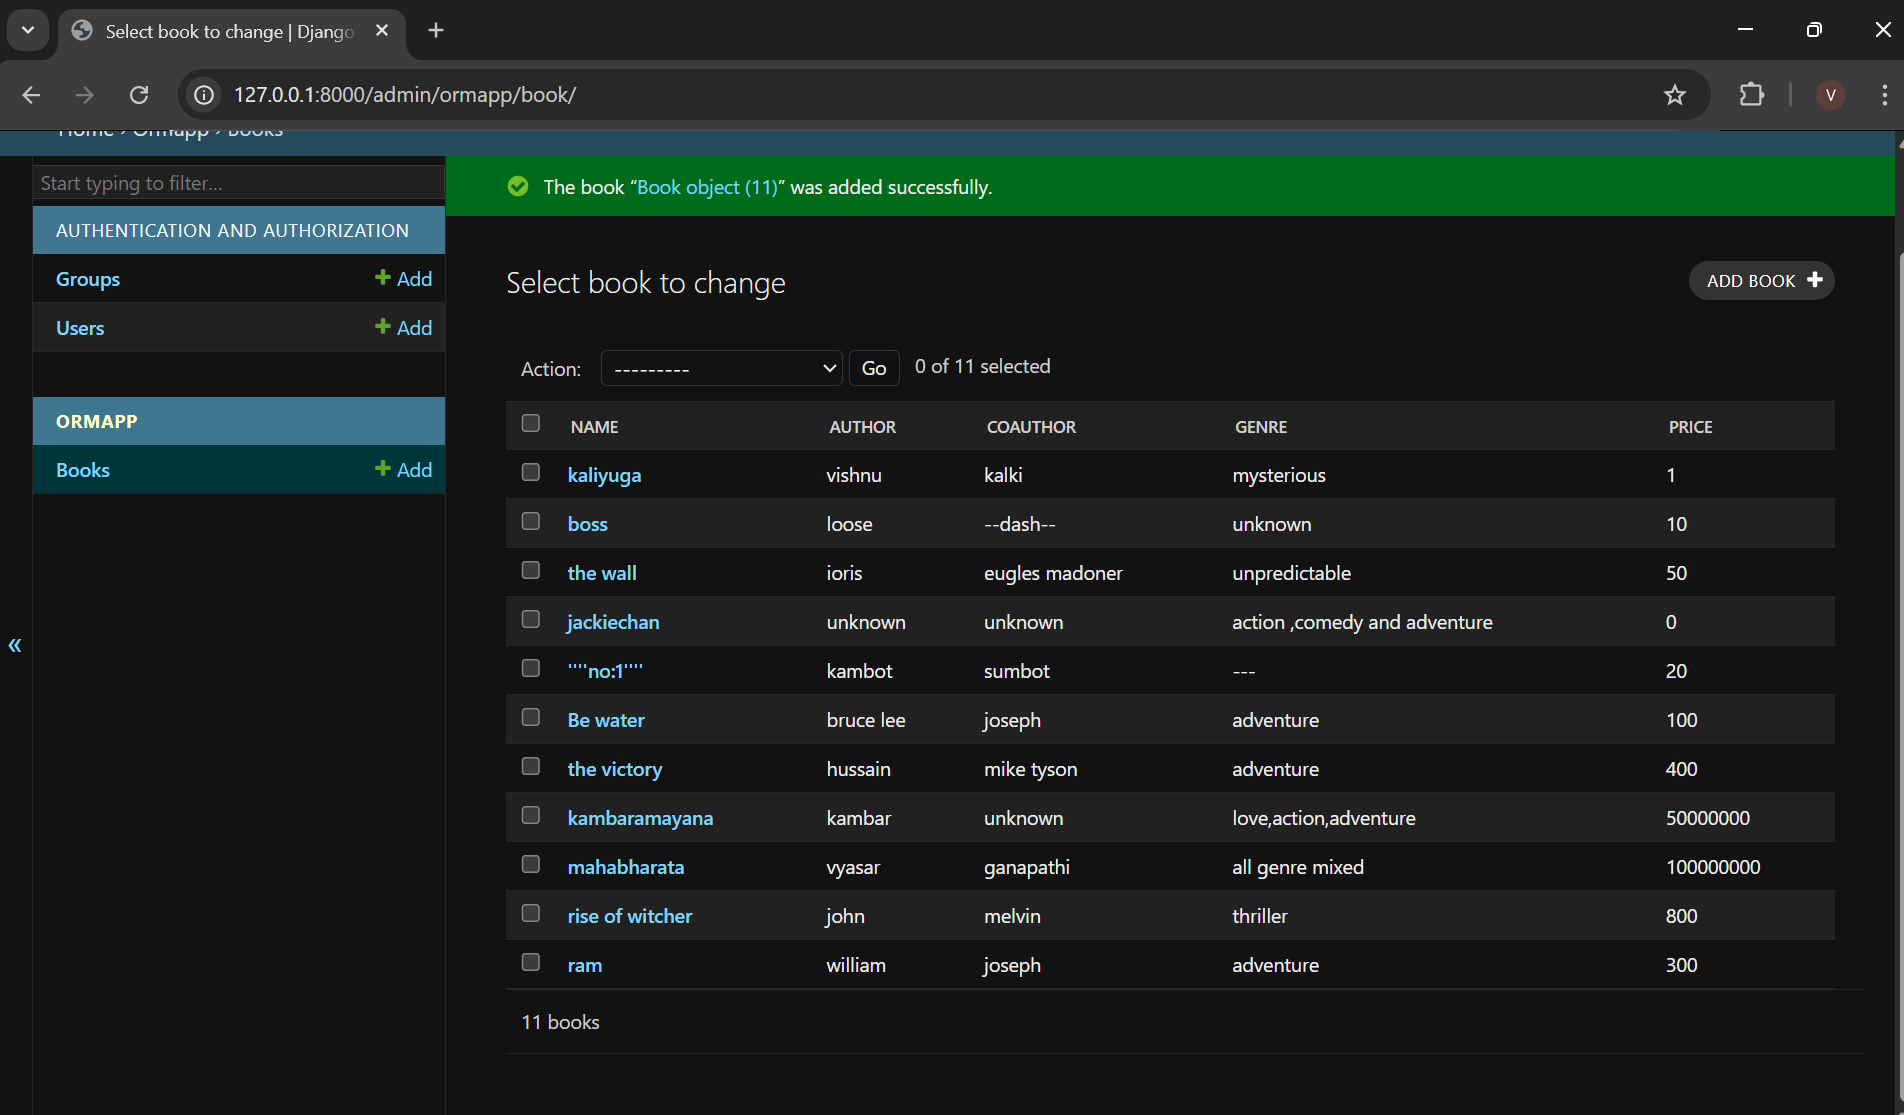 Select book to change | Django
127.0.0.1:8000/admin/ormapp/book/
V
Home › Ormapp › Books
Start typing to filter...
The book “Book object (11)” was added successfully.
AUTHENTICATION AND AUTHORIZATION
Groups + Add
Users + Add
ORMAPP
Books + Add
«
Select book to change
ADD BOOK +
Action: --------- Go 0 of 11 selected
NAME AUTHOR COAUTHOR GENRE PRICE
kaliyuga vishnu kalki mysterious 1
boss loose --dash-- unknown 10
the wall ioris eugles madoner unpredictable 50
jackiechan unknown unknown action ,comedy and adventure 0
''''no:1'''' kambot sumbot --- 20
Be water bruce lee joseph adventure 100
the victory hussain mike tyson adventure 400
kambaramayana kambar unknown love,action,adventure 50000000
mahabharata vyasar ganapathi all genre mixed 100000000
rise of witcher john melvin thriller 800
ram william joseph adventure 300
11 books